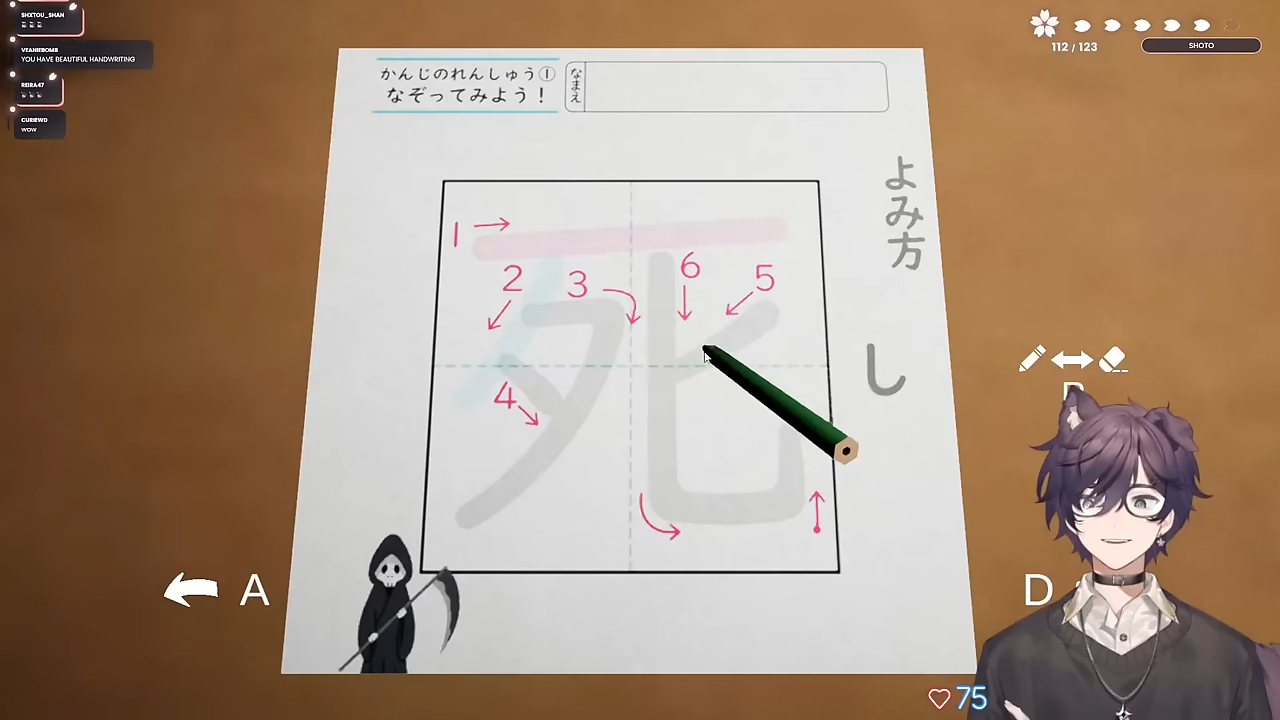 SHXTOU_SHAN
VEANIEBOMB
YOU HAVE BEAUTIFUL HANDWRITING
REIRA47
CURIEWD
WOW
かんじのれんしゅう①
なぞってみよう！
なまえ
112 / 123
SHOTO
よみ方
し
1
2
3
6
5
4
死
A
D
75